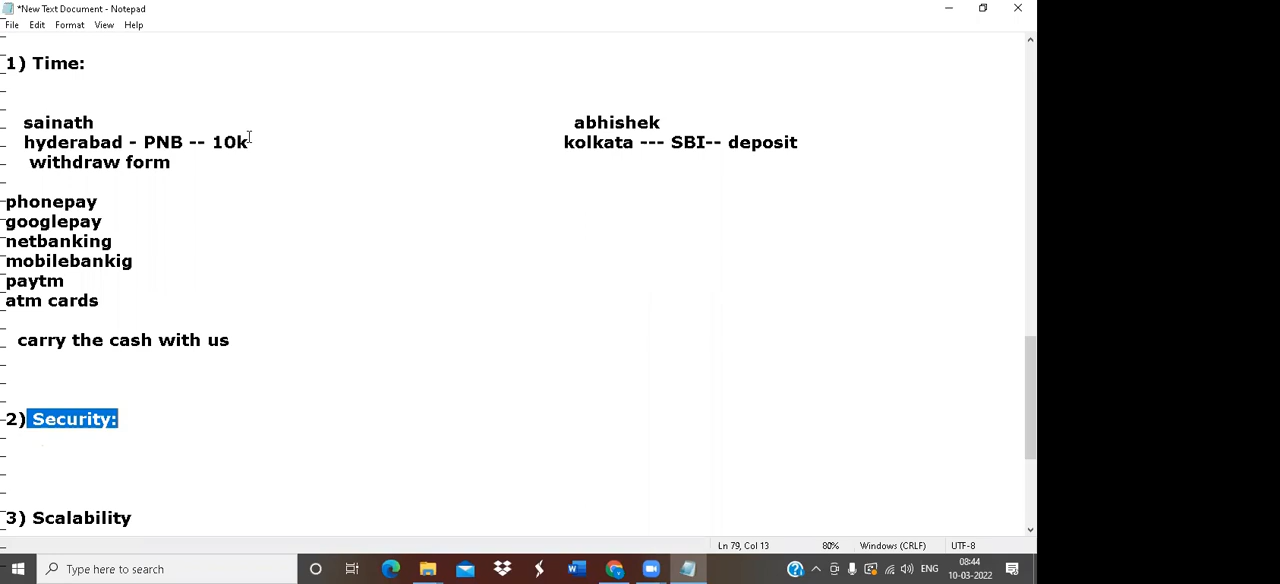 *New Text Document - Notepad
File Edit Format View Help
1) Time:
sainath abhishek
hyderabad - PNB -- 10k kolkata --- SBI-- deposit
withdraw form
phonepay
googlepay
netbanking
mobilebankig
paytm
atm cards
carry the cash with us
2) Security:
3) Scalability
Ln 79, Col 13 80% Windows (CRLF) UTF-8
Type here to search ENG 08:44
10-03-2022